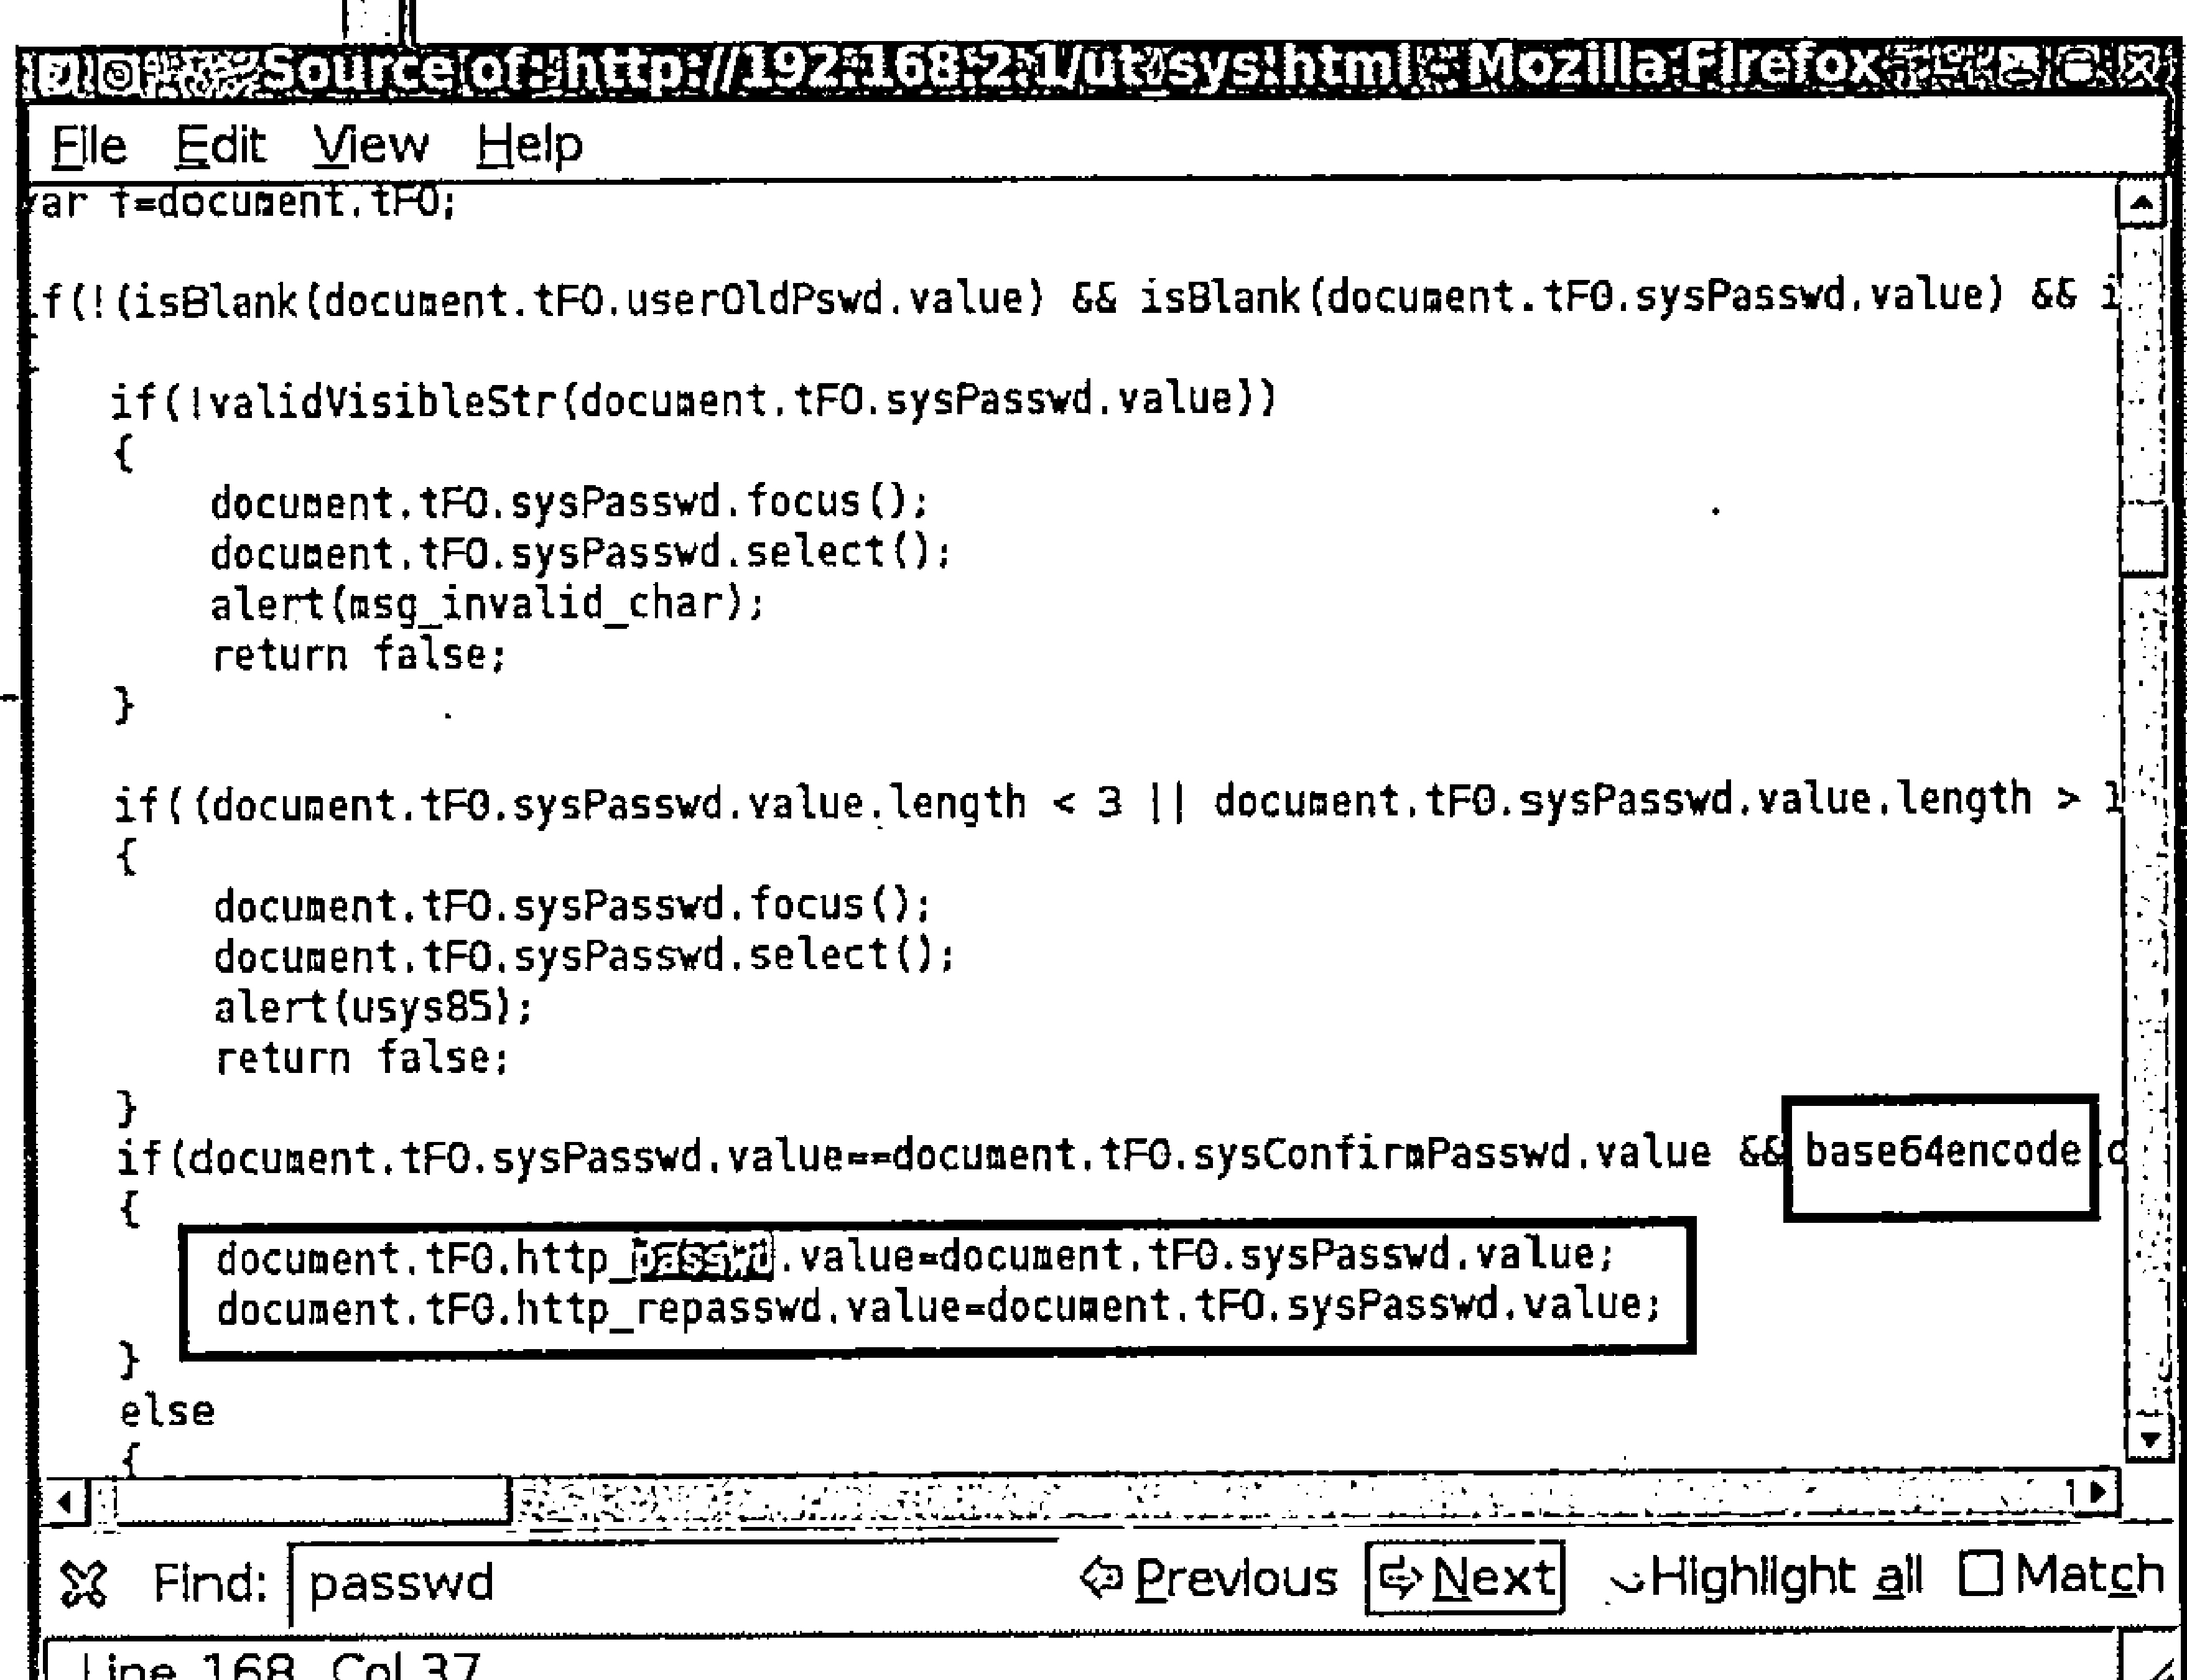 Source of: http://192.168.2.1/ut_sys.html - Mozilla Firefox
File Edit View Help
var f=document.tF0;
if(!(isBlank(document.tF0.userOldPswd.value) && isBlank(document.tF0.sysPasswd.value) && i
if(!validVisibleStr(document.tF0.sysPasswd.value))
{
document.tF0.sysPasswd.focus();
document.tF0.sysPasswd.select();
alert(msg_invalid_char);
return false;
}
if((document.tF0.sysPasswd.value.length < 3 || document.tF0.sysPasswd.value.length > 1
{
document.tF0.sysPasswd.focus();
document.tF0.sysPasswd.select();
alert(usys85);
return false;
}
if(document.tF0.sysPasswd.value==document.tF0.sysConfirmPasswd.value && base64encode(d
{
document.tF0.http_passwd.value=document.tF0.sysPasswd.value;
document.tF0.http_repasswd.value=document.tF0.sysPasswd.value;
}
else
{
Find: passwd Previous Next Highlight all Match
Line 168, Col 37